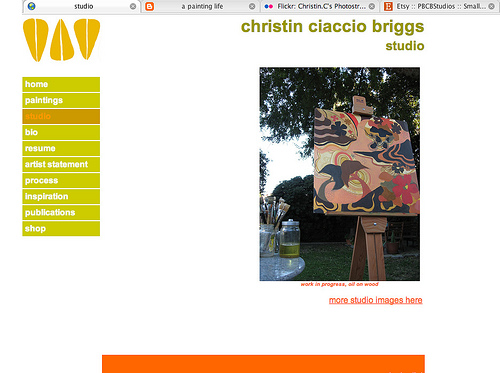 studio
a painting life
Flickr: Christin.C's Photostr...
Etsy :: PBCBStudios :: Small...
christin ciaccio briggs
studio
home
paintings
studio
bio
resume
artist statement
process
inspiration
publications
shop
work in progress, oil on wood
more studio images here